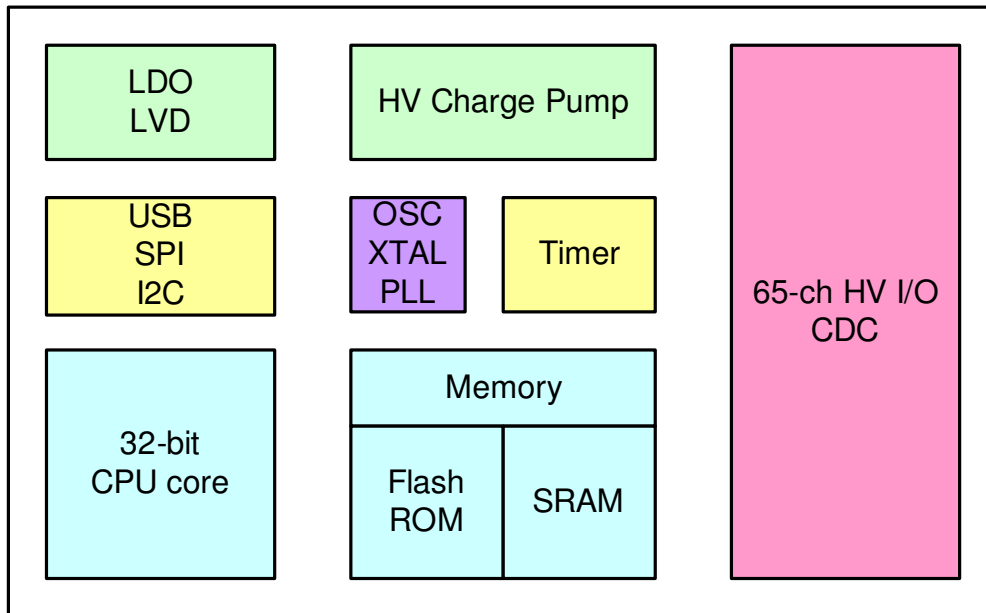 LDO
LVD
HV Charge Pump
USB
SPI
I2C
OSC
XTAL
PLL
Timer
65-ch HV I/O
CDC
32-bit
CPU core
Memory
Flash
ROM
SRAM